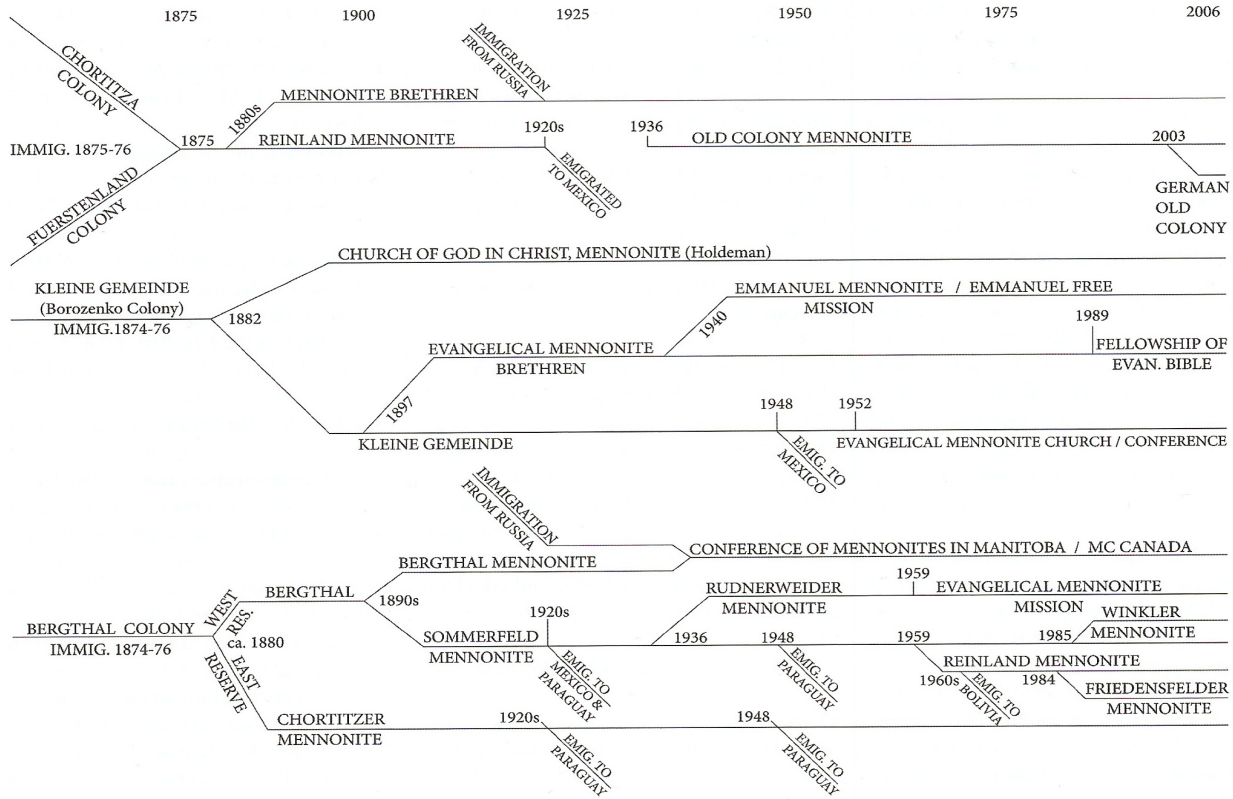 1875 1900 1925 1950 1975 2006
CHORTITZA
COLONY
IMMIGRATION
FROM RUSSIA
MENNONITE BRETHREN
1880s
IMMIG. 1875-76
1875
REINLAND MENNONITE
1920s
EMIGRATED
TO MEXICO
1936
OLD COLONY MENNONITE
2003
GERMAN
OLD
COLONY
FUERSTENLAND
COLONY
CHURCH OF GOD IN CHRIST, MENNONITE (Holdeman)
KLEINE GEMEINDE
(Borozenko Colony)
IMMIG.1874-76
1882
EMMANUEL MENNONITE / EMMANUEL FREE
MISSION
1940
1989
EVANGELICAL MENNONITE
BRETHREN
FELLOWSHIP OF
EVAN. BIBLE
1897
KLEINE GEMEINDE
1948
EMIG. TO
MEXICO
1952
EVANGELICAL MENNONITE CHURCH / CONFERENCE
IMMIGRATION
FROM RUSSIA
CONFERENCE OF MENNONITES IN MANITOBA / MC CANADA
BERGTHAL MENNONITE
BERGTHAL
1890s
WEST
RES.
BERGTHAL COLONY
IMMIG. 1874-76
ca. 1880
EAST
RESERVE
RUDNERWEIDER
MENNONITE
1959
EVANGELICAL MENNONITE
MISSION
WINKLER
MENNONITE
SOMMERFELD
MENNONITE
1920s
EMIG. TO
MEXICO &
PARAGUAY
1936
1948
EMIG. TO
PARAGUAY
1959
1985
REINLAND MENNONITE
1960s
EMIG. TO
BOLIVIA
1984
FRIEDENSFELDER
MENNONITE
CHORTITZER
MENNONITE
1920s
EMIG. TO
PARAGUAY
1948
EMIG. TO
PARAGUAY